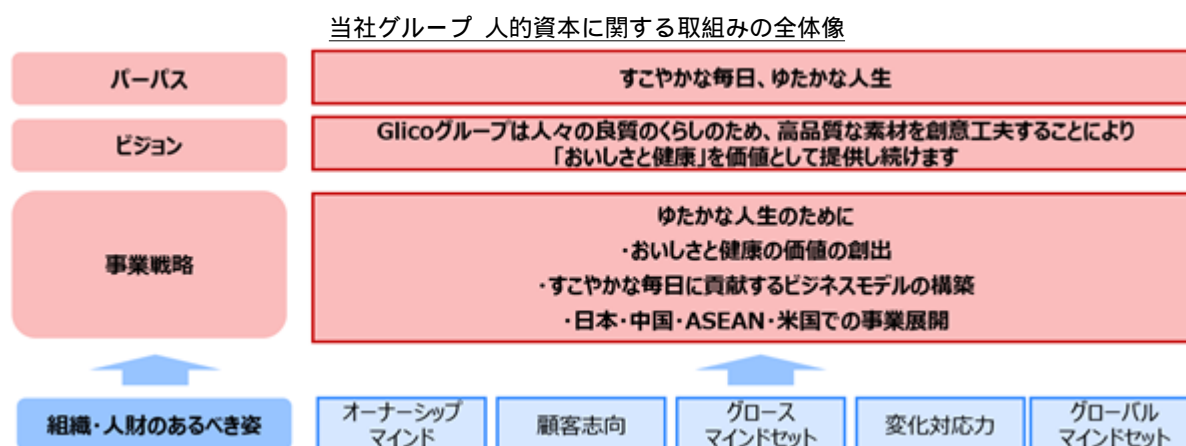 当社グループ 人的資本に関する取組みの全体像
パーパス
すこやかな毎日、ゆたかな人生
ビジョン
Glicoグループは人々の良質のくらしのため、高品質な素材を創意工夫することにより
「おいしさと健康」を価値として提供し続けます
事業戦略
ゆたかな人生のために
・おいしさと健康の価値の創出
・すこやかな毎日に貢献するビジネスモデルの構築
・日本・中国・ASEAN・米国での事業展開
組織・人財のあるべき姿
オーナーシップ
マインド
顧客志向
グロース
マインドセット
変化対応力
グローバル
マインドセット